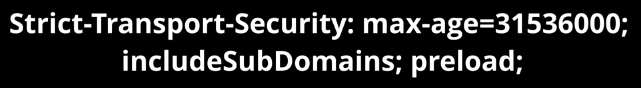 Strict-Transport-Security: max-age=31536000;
includeSubDomains; preload;